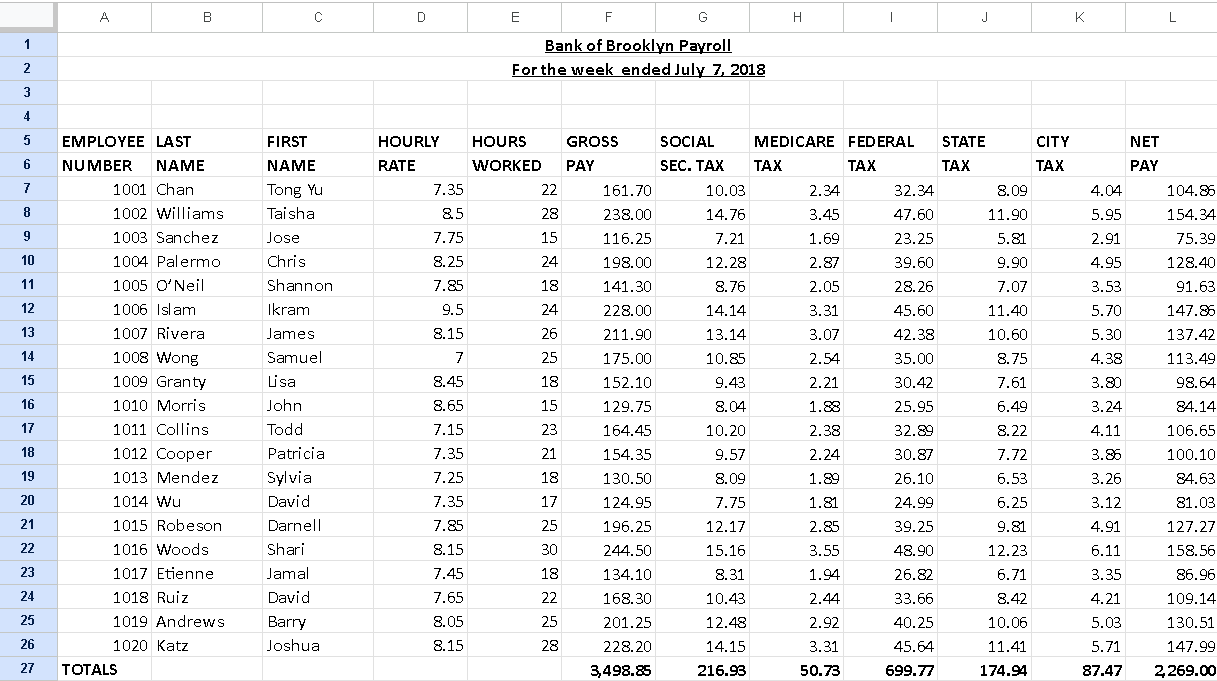 A B C D E F G H I J K L
1 Bank of Brooklyn Payroll
2 For the week ended July 7, 2018
3
4
5 EMPLOYEE LAST FIRST HOURLY HOURS GROSS SOCIAL MEDICARE FEDERAL STATE CITY NET
6 NUMBER NAME NAME RATE WORKED PAY SEC. TAX TAX TAX TAX TAX PAY
7 1001 Chan Tong Yu 7.35 22 161.70 10.03 2.34 32.34 8.09 4.04 104.86
8 1002 Williams Taisha 8.5 28 238.00 14.76 3.45 47.60 11.90 5.95 154.34
9 1003 Sanchez Jose 7.75 15 116.25 7.21 1.69 23.25 5.81 2.91 75.39
10 1004 Palermo Chris 8.25 24 198.00 12.28 2.87 39.60 9.90 4.95 128.40
11 1005 O’Neil Shannon 7.85 18 141.30 8.76 2.05 28.26 7.07 3.53 91.63
12 1006 Islam Ikram 9.5 24 228.00 14.14 3.31 45.60 11.40 5.70 147.86
13 1007 Rivera James 8.15 26 211.90 13.14 3.07 42.38 10.60 5.30 137.42
14 1008 Wong Samuel 7 25 175.00 10.85 2.54 35.00 8.75 4.38 113.49
15 1009 Granty Lisa 8.45 18 152.10 9.43 2.21 30.42 7.61 3.80 98.64
16 1010 Morris John 8.65 15 129.75 8.04 1.88 25.95 6.49 3.24 84.14
17 1011 Collins Todd 7.15 23 164.45 10.20 2.38 32.89 8.22 4.11 106.65
18 1012 Cooper Patricia 7.35 21 154.35 9.57 2.24 30.87 7.72 3.86 100.10
19 1013 Mendez Sylvia 7.25 18 130.50 8.09 1.89 26.10 6.53 3.26 84.63
20 1014 Wu David 7.35 17 124.95 7.75 1.81 24.99 6.25 3.12 81.03
21 1015 Robeson Darnell 7.85 25 196.25 12.17 2.85 39.25 9.81 4.91 127.27
22 1016 Woods Shari 8.15 30 244.50 15.16 3.55 48.90 12.23 6.11 158.56
23 1017 Etienne Jamal 7.45 18 134.10 8.31 1.94 26.82 6.71 3.35 86.96
24 1018 Ruiz David 7.65 22 168.30 10.43 2.44 33.66 8.42 4.21 109.14
25 1019 Andrews Barry 8.05 25 201.25 12.48 2.92 40.25 10.06 5.03 130.51
26 1020 Katz Joshua 8.15 28 228.20 14.15 3.31 45.64 11.41 5.71 147.99
27 TOTALS 3,498.85 216.93 50.73 699.77 174.94 87.47 2,269.00